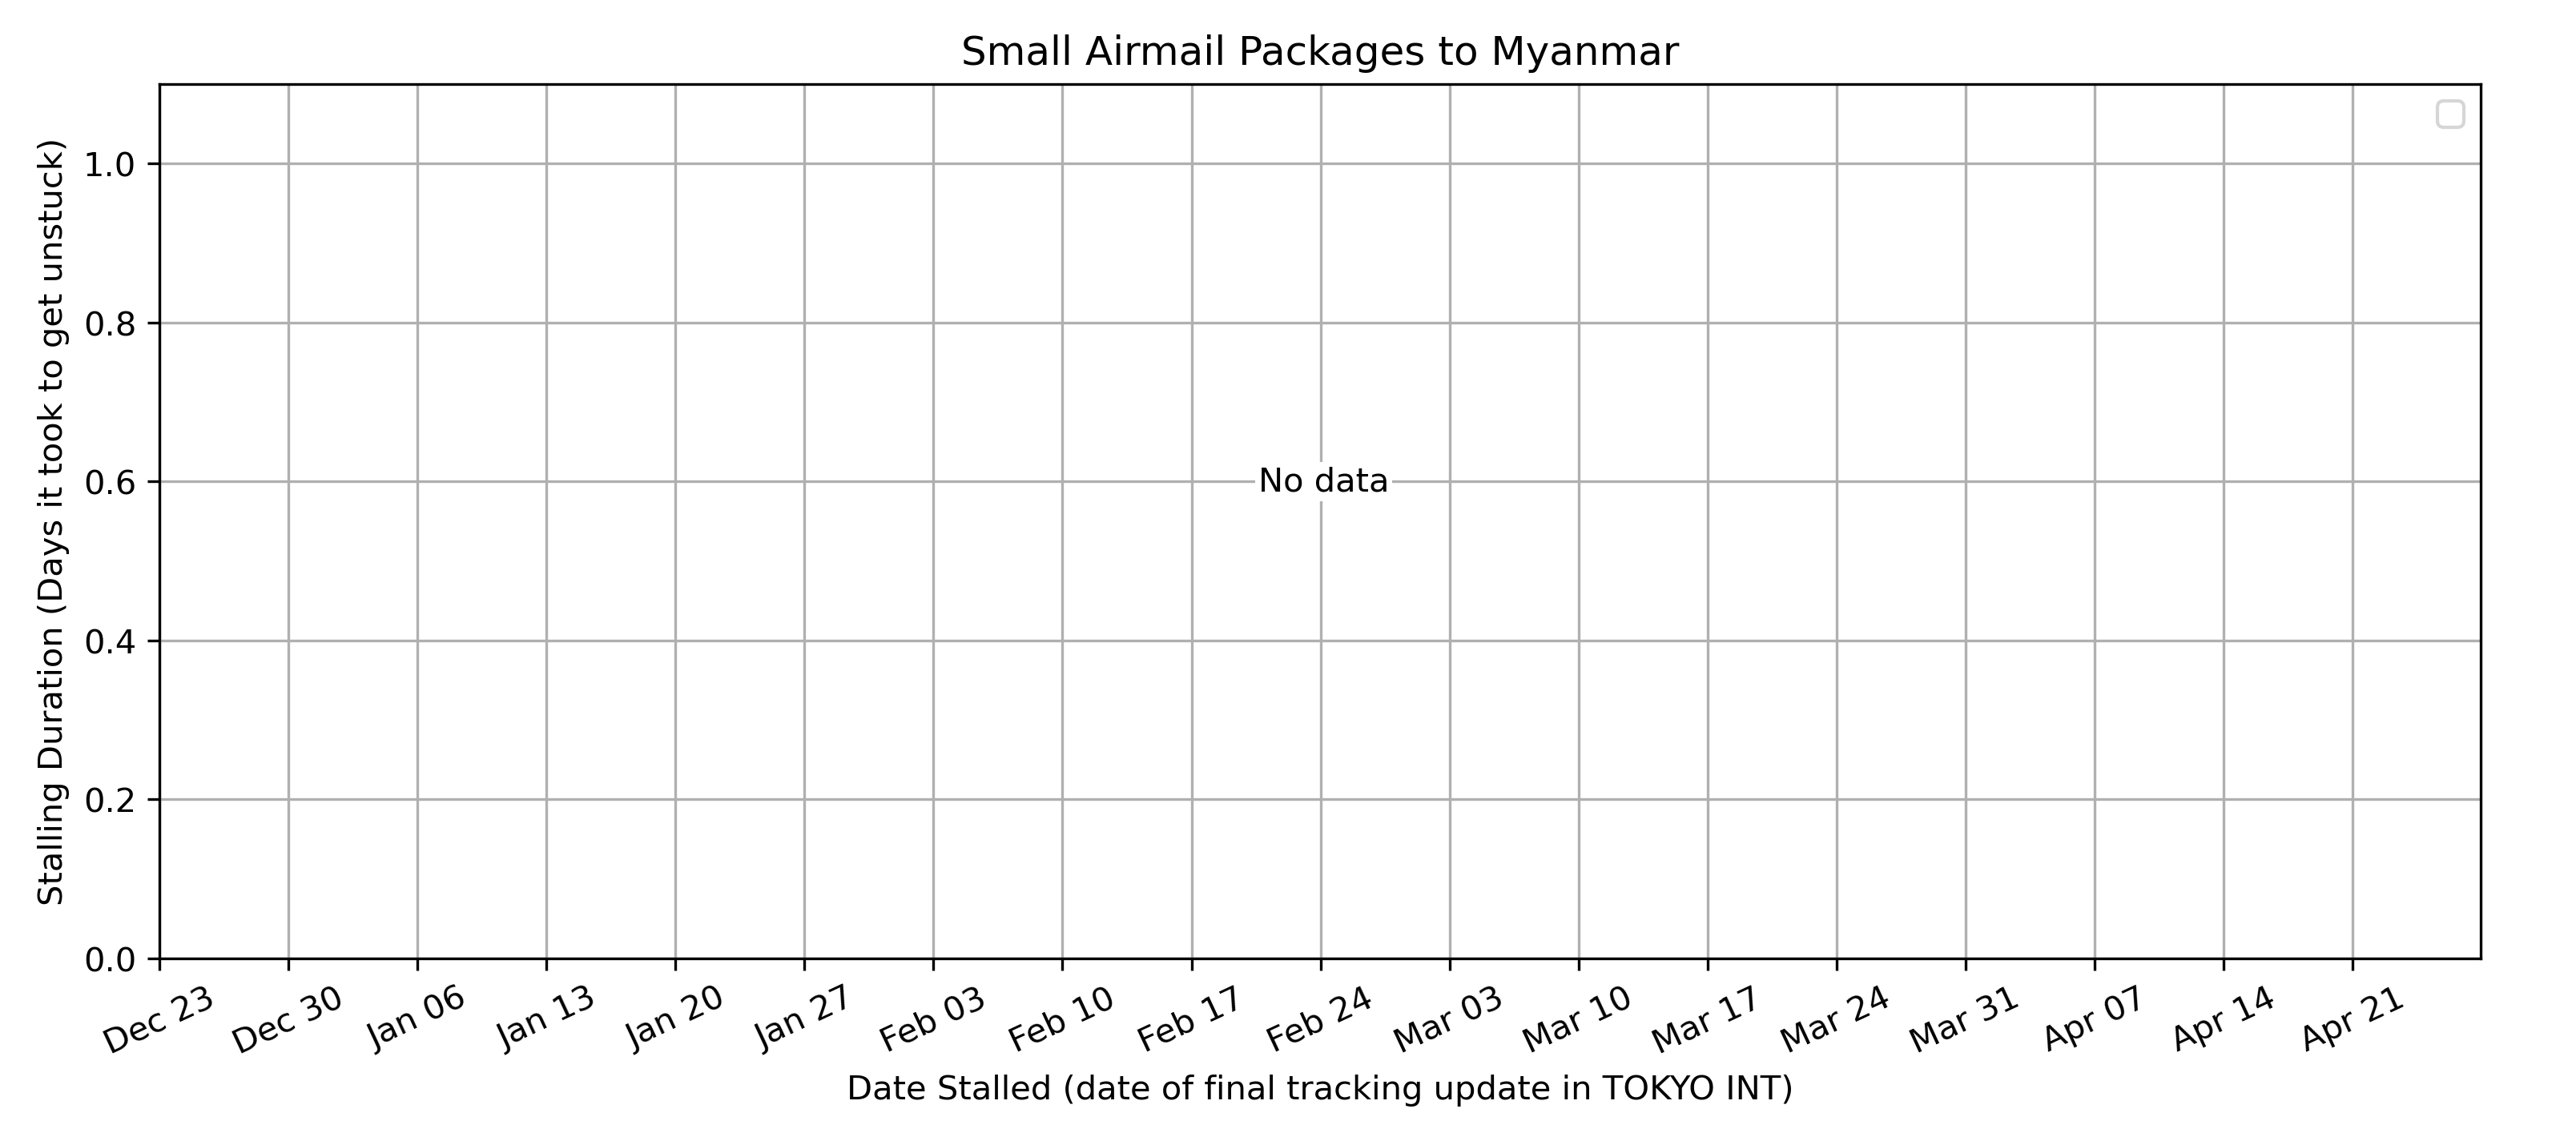 Small Airmail Packages to Myanmar
Stalling Duration (Days it took to get unstuck)
1.0
0.8
0.6
0.4
0.2
0.0
No data
Dec 23 Dec 30 Jan 06 Jan 13 Jan 20 Jan 27 Feb 03 Feb 10 Feb 17 Feb 24 Mar 03 Mar 10 Mar 17 Mar 24 Mar 31 Apr 07 Apr 14 Apr 21
Date Stalled (date of final tracking update in TOKYO INT)